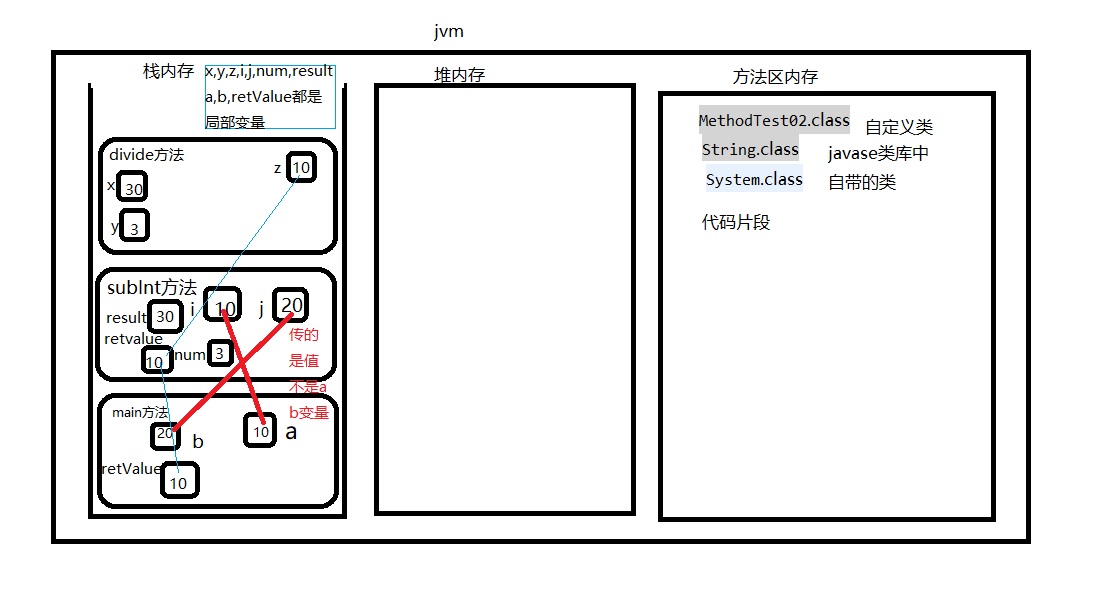 jvm
栈内存
x,y,z,i,j,num,result
a,b,retValue都是
局部变量
divide方法
z 10
x 30
y 3
subInt方法
result 30
i 10
j 20
retvalue
10
num 3
传的
是值
不是a
b变量
main方法
20 b
10 a
retValue
10
堆内存
方法区内存
MethodTest02.class 自定义类
String.class javase类库中
System.class 自带的类
代码片段